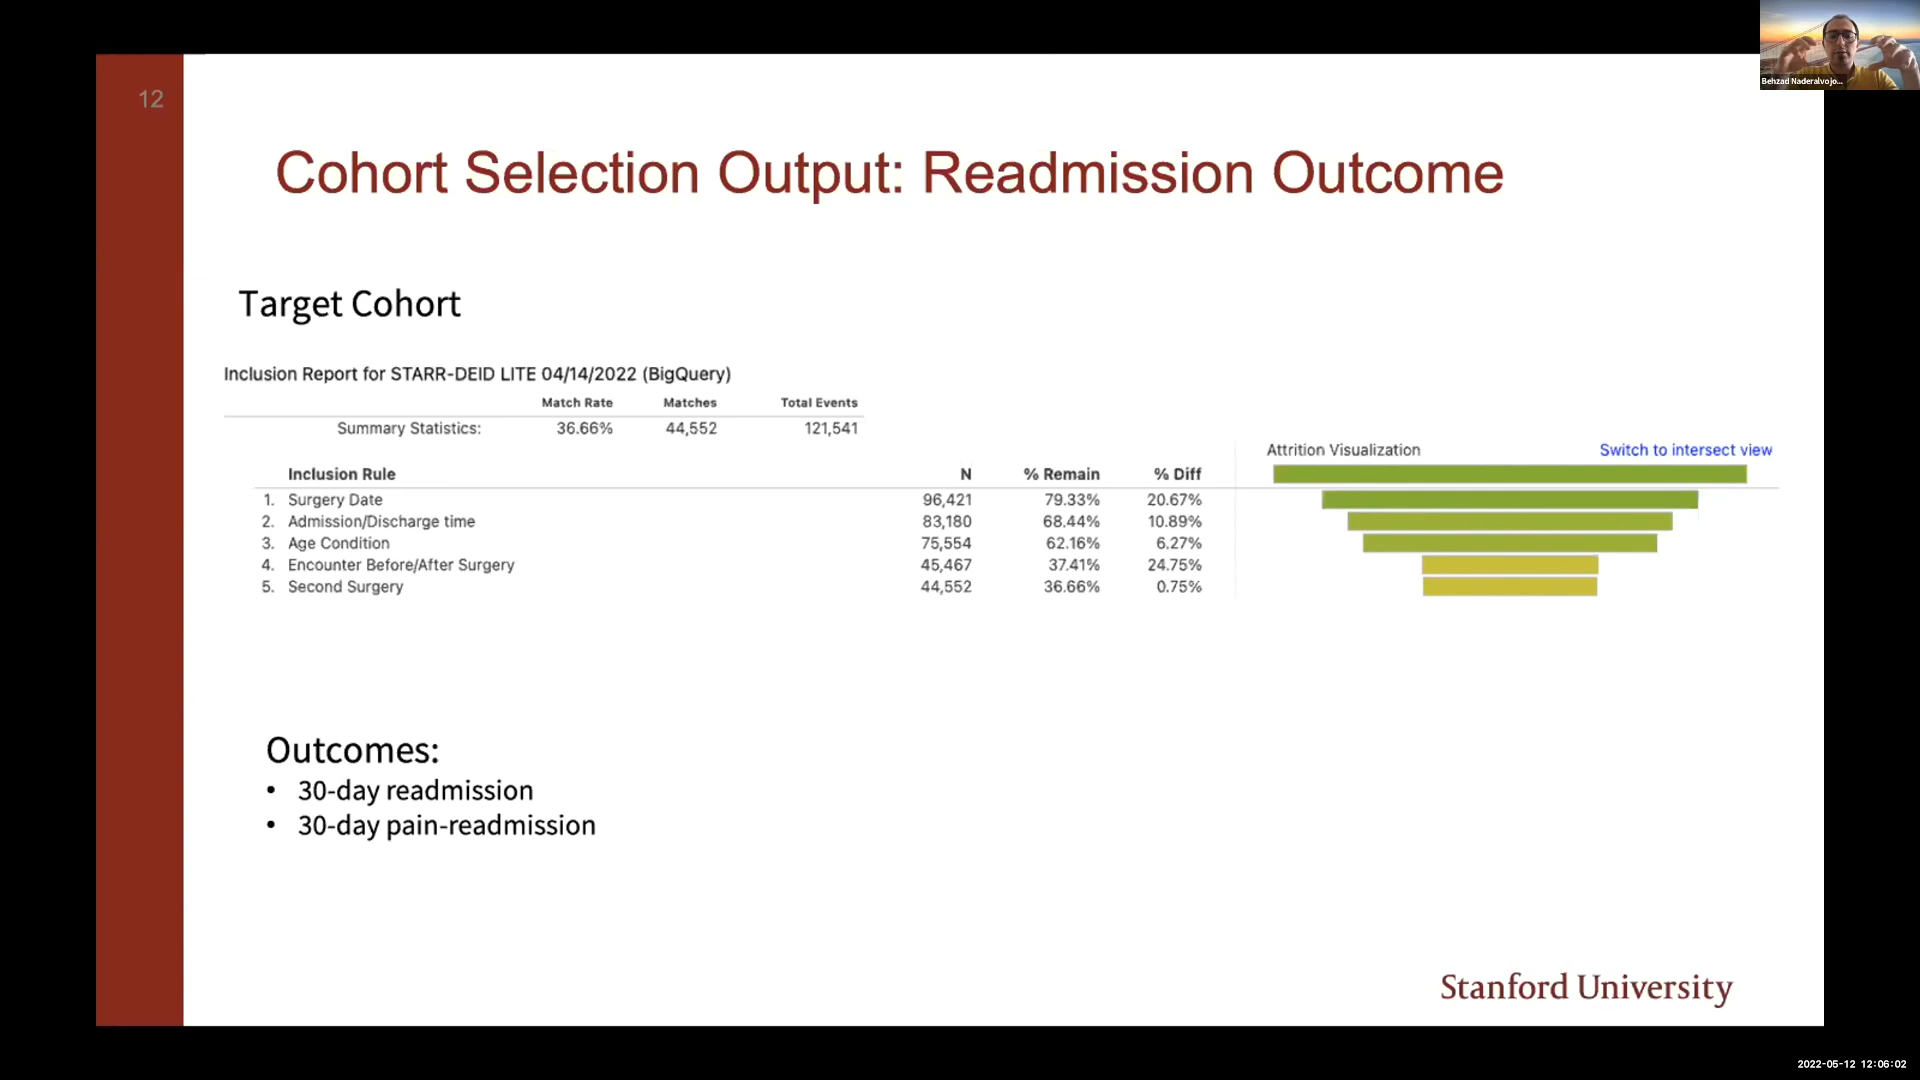 12
Behzad Naderalvojo...
Cohort Selection Output: Readmission Outcome
Target Cohort
Inclusion Report for STARR-DEID LITE 04/14/2022 (BigQuery)
Match Rate Matches Total Events
Summary Statistics: 36.66% 44,552 121,541
Attrition Visualization Switch to intersect view
Inclusion Rule N % Remain % Diff
1. Surgery Date 96,421 79.33% 20.67%
2. Admission/Discharge time 83,180 68.44% 10.89%
3. Age Condition 75,554 62.16% 6.27%
4. Encounter Before/After Surgery 45,467 37.41% 24.75%
5. Second Surgery 44,552 36.66% 0.75%
Outcomes:
• 30-day readmission
• 30-day pain-readmission
Stanford University
2022-05-12 12:06:02